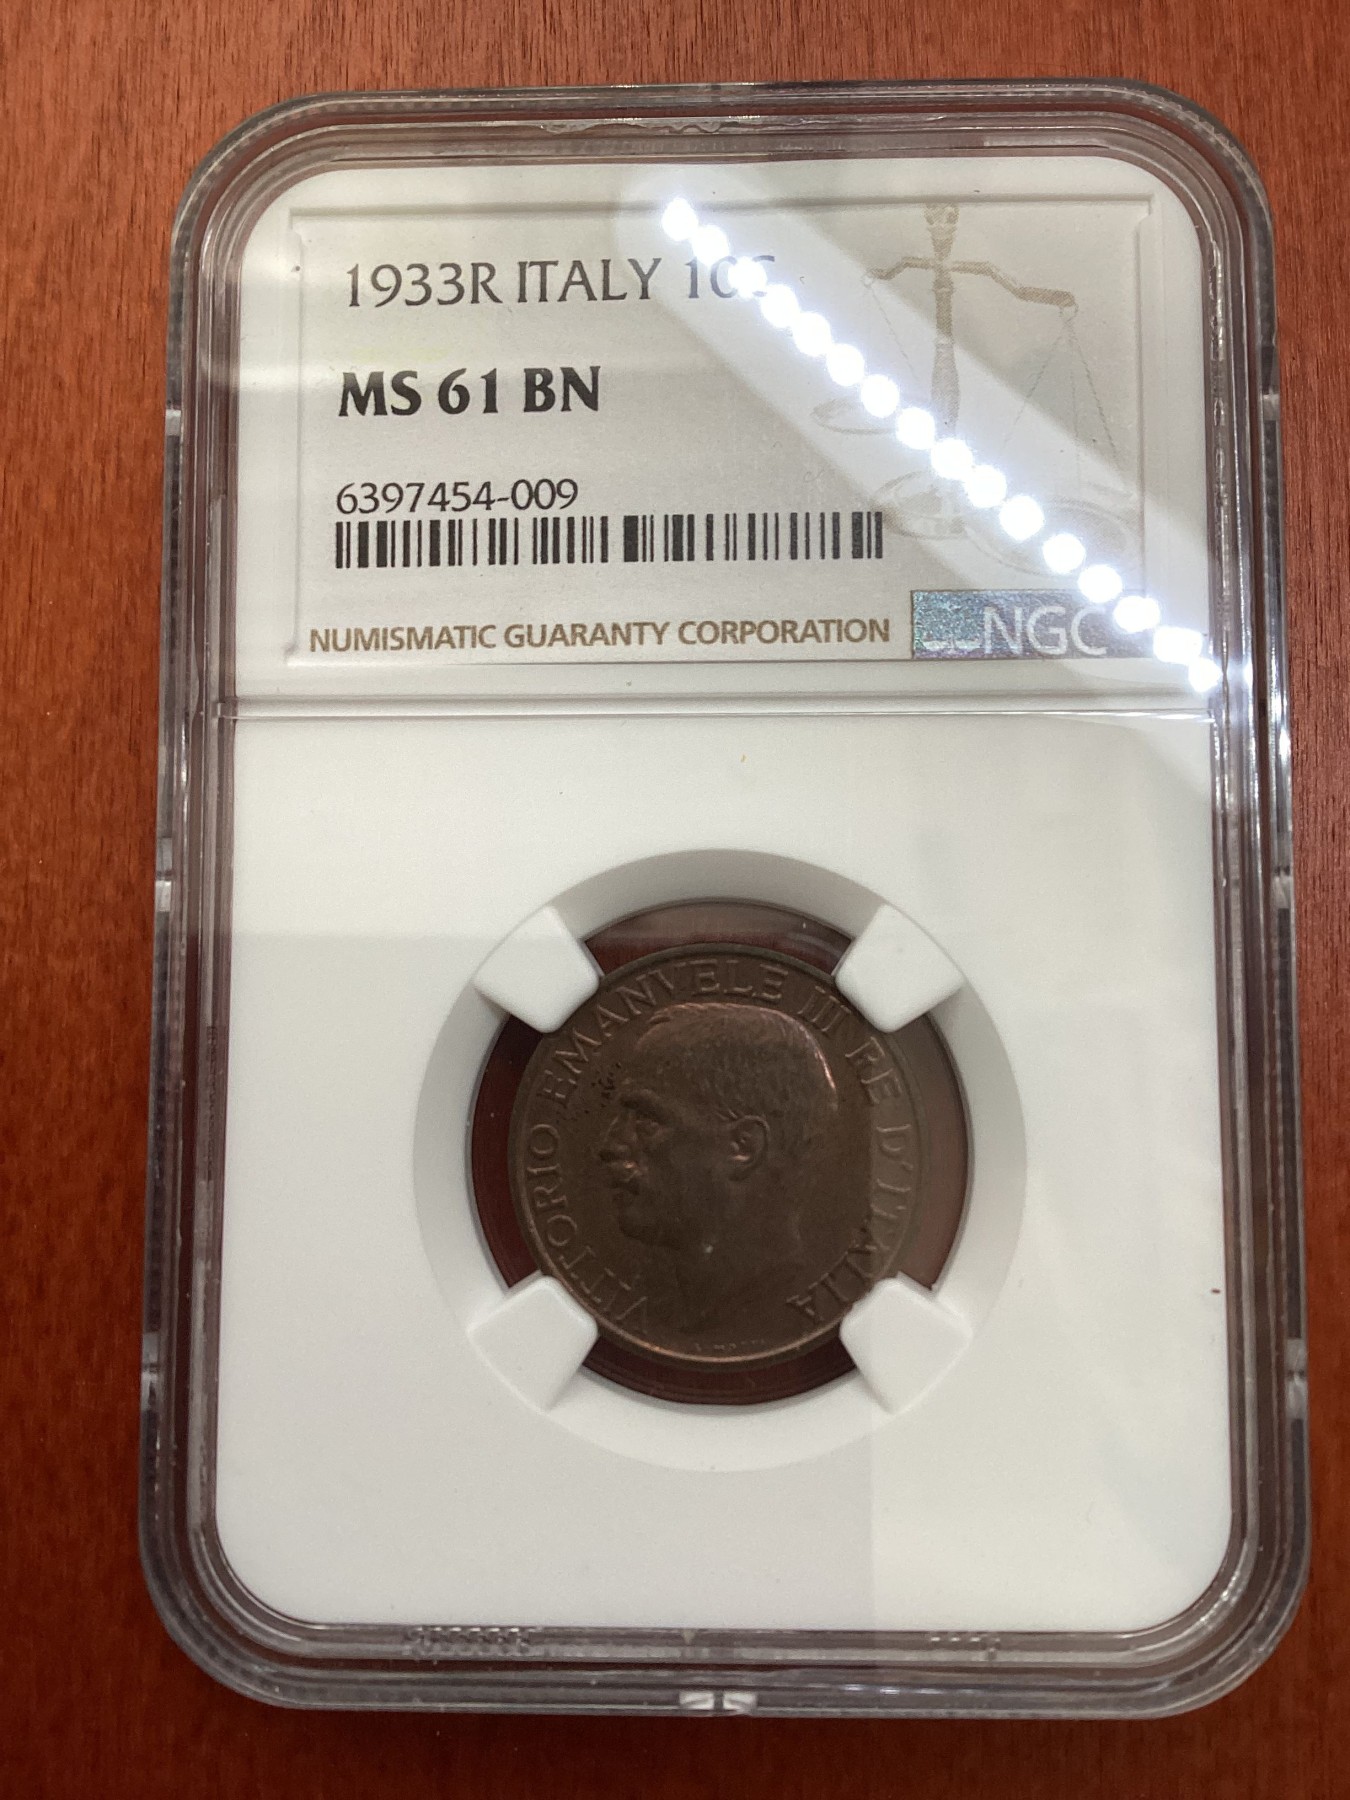 1933R ITALY 10C
MS 61 BN
6397454-009
NUMISMATIC GUARANTY CORPORATION NGC
VITTORIO EMANVELE III RE D'ITALIA